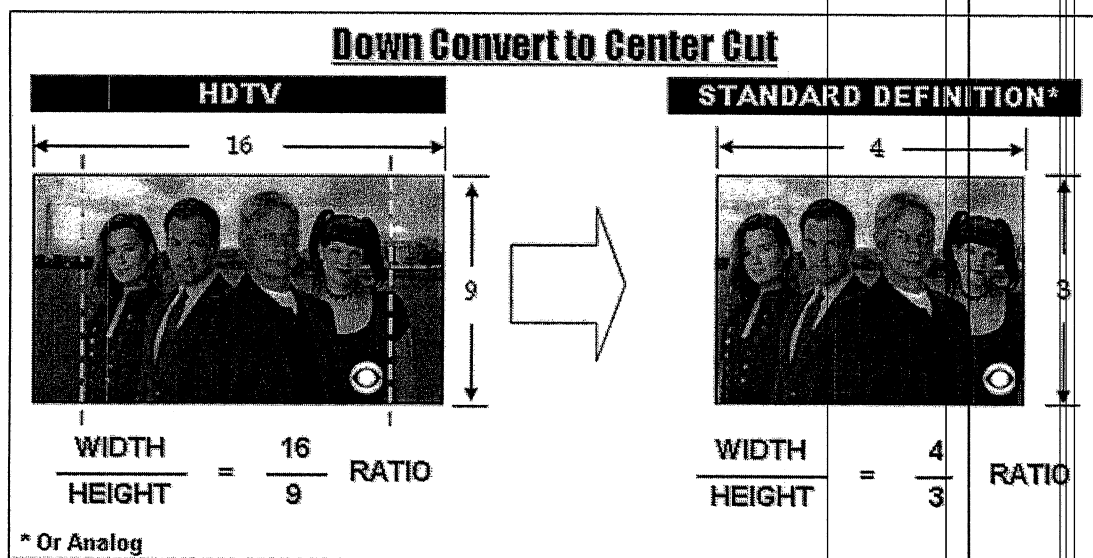 Down Convert to Center Cut
HDTV
STANDARD DEFINITION*
16
4
9
3
WIDTH
HEIGHT
=
16
9
RATIO
WIDTH
HEIGHT
=
4
3
RATIO
* Or Analog